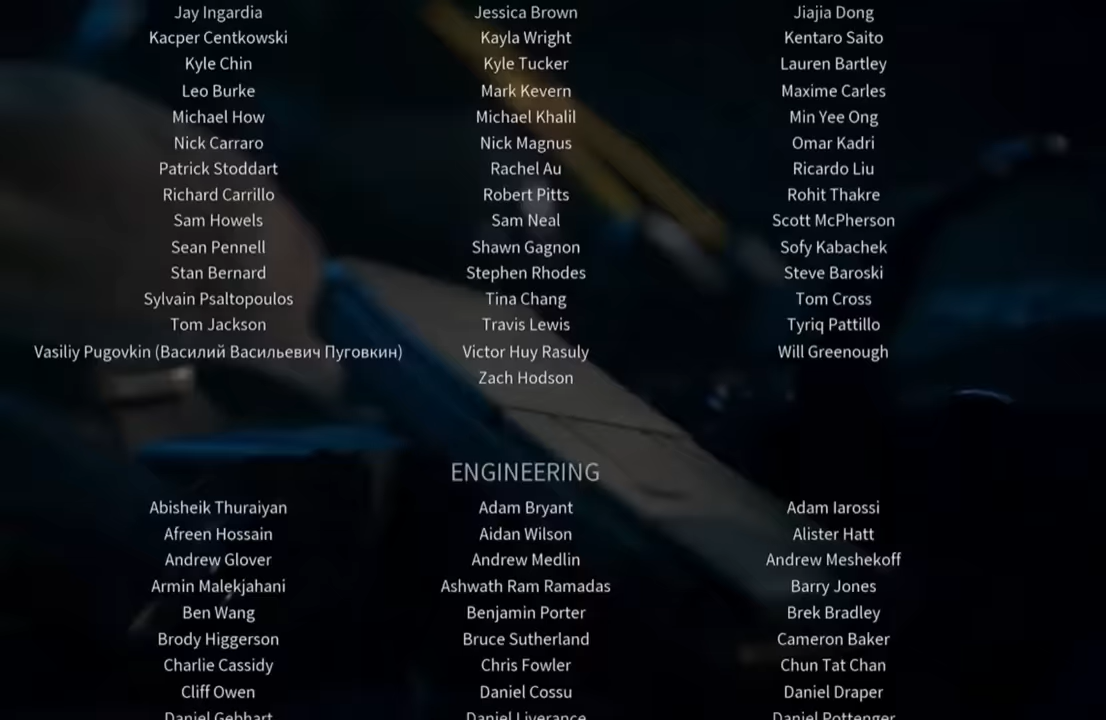 Jay Ingardia Jessica Brown Jiajia Dong
Kacper Centkowski Kayla Wright Kentaro Saito
Kyle Chin Kyle Tucker Lauren Bartley
Leo Burke Mark Kevern Maxime Carles
Michael How Michael Khalil Min Yee Ong
Nick Carraro Nick Magnus Omar Kadri
Patrick Stoddart Rachel Au Ricardo Liu
Richard Carrillo Robert Pitts Rohit Thakre
Sam Howels Sam Neal Scott McPherson
Sean Pennell Shawn Gagnon Sofy Kabachek
Stan Bernard Stephen Rhodes Steve Baroski
Sylvain Psaltopoulos Tina Chang Tom Cross
Tom Jackson Travis Lewis Tyriq Pattillo
Vasiliy Pugovkin (Василий Васильевич Пуговкин) Victor Huy Rasuly Will Greenough
Zach Hodson
ENGINEERING
Abisheik Thuraiyan Adam Bryant Adam Iarossi
Afreen Hossain Aidan Wilson Alister Hatt
Andrew Glover Andrew Medlin Andrew Meshekoff
Armin Malekjahani Ashwath Ram Ramadas Barry Jones
Ben Wang Benjamin Porter Brek Bradley
Brody Higgerson Bruce Sutherland Cameron Baker
Charlie Cassidy Chris Fowler Chun Tat Chan
Cliff Owen Daniel Cossu Daniel Draper
Daniel Gebhart Daniel Liverance Daniel Pottenger